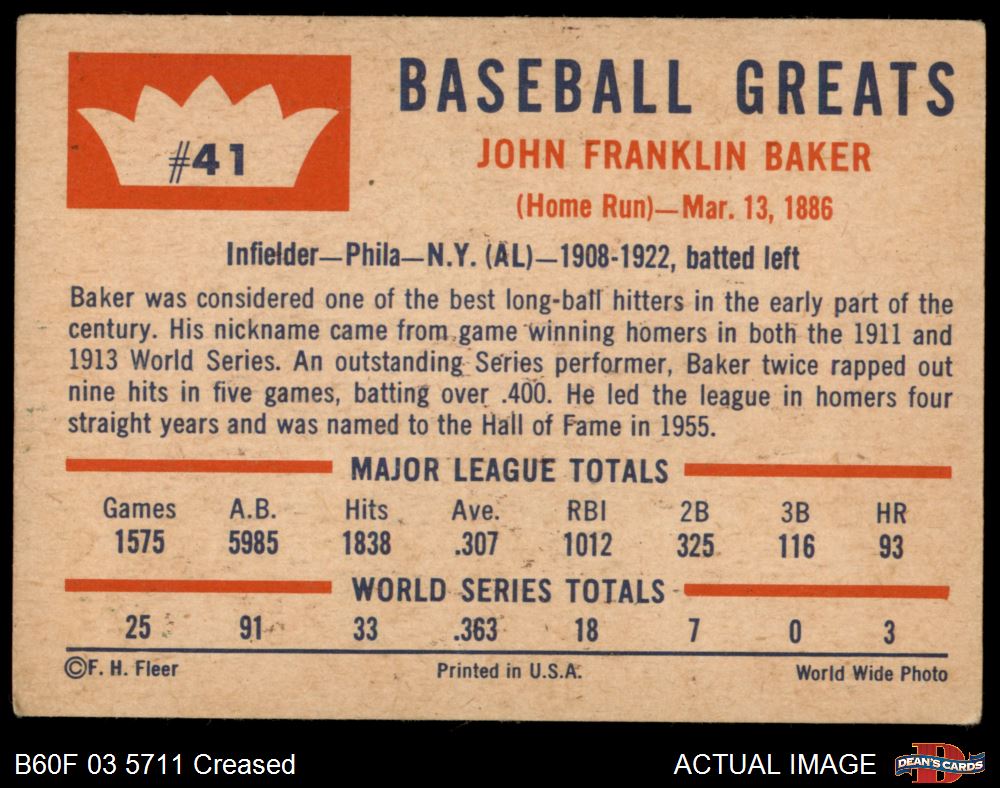 BASEBALL GREATS
#41
JOHN FRANKLIN BAKER
(Home Run)—Mar. 13, 1886
Infielder—Phila—N.Y. (AL)—1908-1922, batted left
Baker was considered one of the best long-ball hitters in the early part of the
century. His nickname came from game winning homers in both the 1911 and
1913 World Series. An outstanding Series performer, Baker twice rapped out
nine hits in five games, batting over .400. He led the league in homers four
straight years and was named to the Hall of Fame in 1955.
MAJOR LEAGUE TOTALS
Games A.B. Hits Ave. RBI 2B 3B HR
1575 5985 1838 .307 1012 325 116 93
WORLD SERIES TOTALS
25 91 33 .363 18 7 0 3
©F. H. Fleer Printed in U.S.A. World Wide Photo
B60F 03 5711 Creased ACTUAL IMAGE DEAN'S CARDS